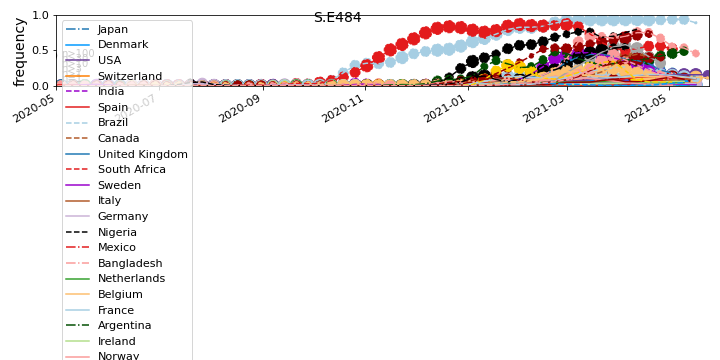 S.E484
frequency
1.0
0.5
0.0
2020-05
2020-07
2020-09
2020-11
2021-01
2021-03
2021-05
n>100
Japan
Denmark
USA
Switzerland
India
Spain
Brazil
Canada
United Kingdom
South Africa
Sweden
Italy
Germany
Nigeria
Mexico
Bangladesh
Netherlands
Belgium
France
Argentina
Ireland
Norway